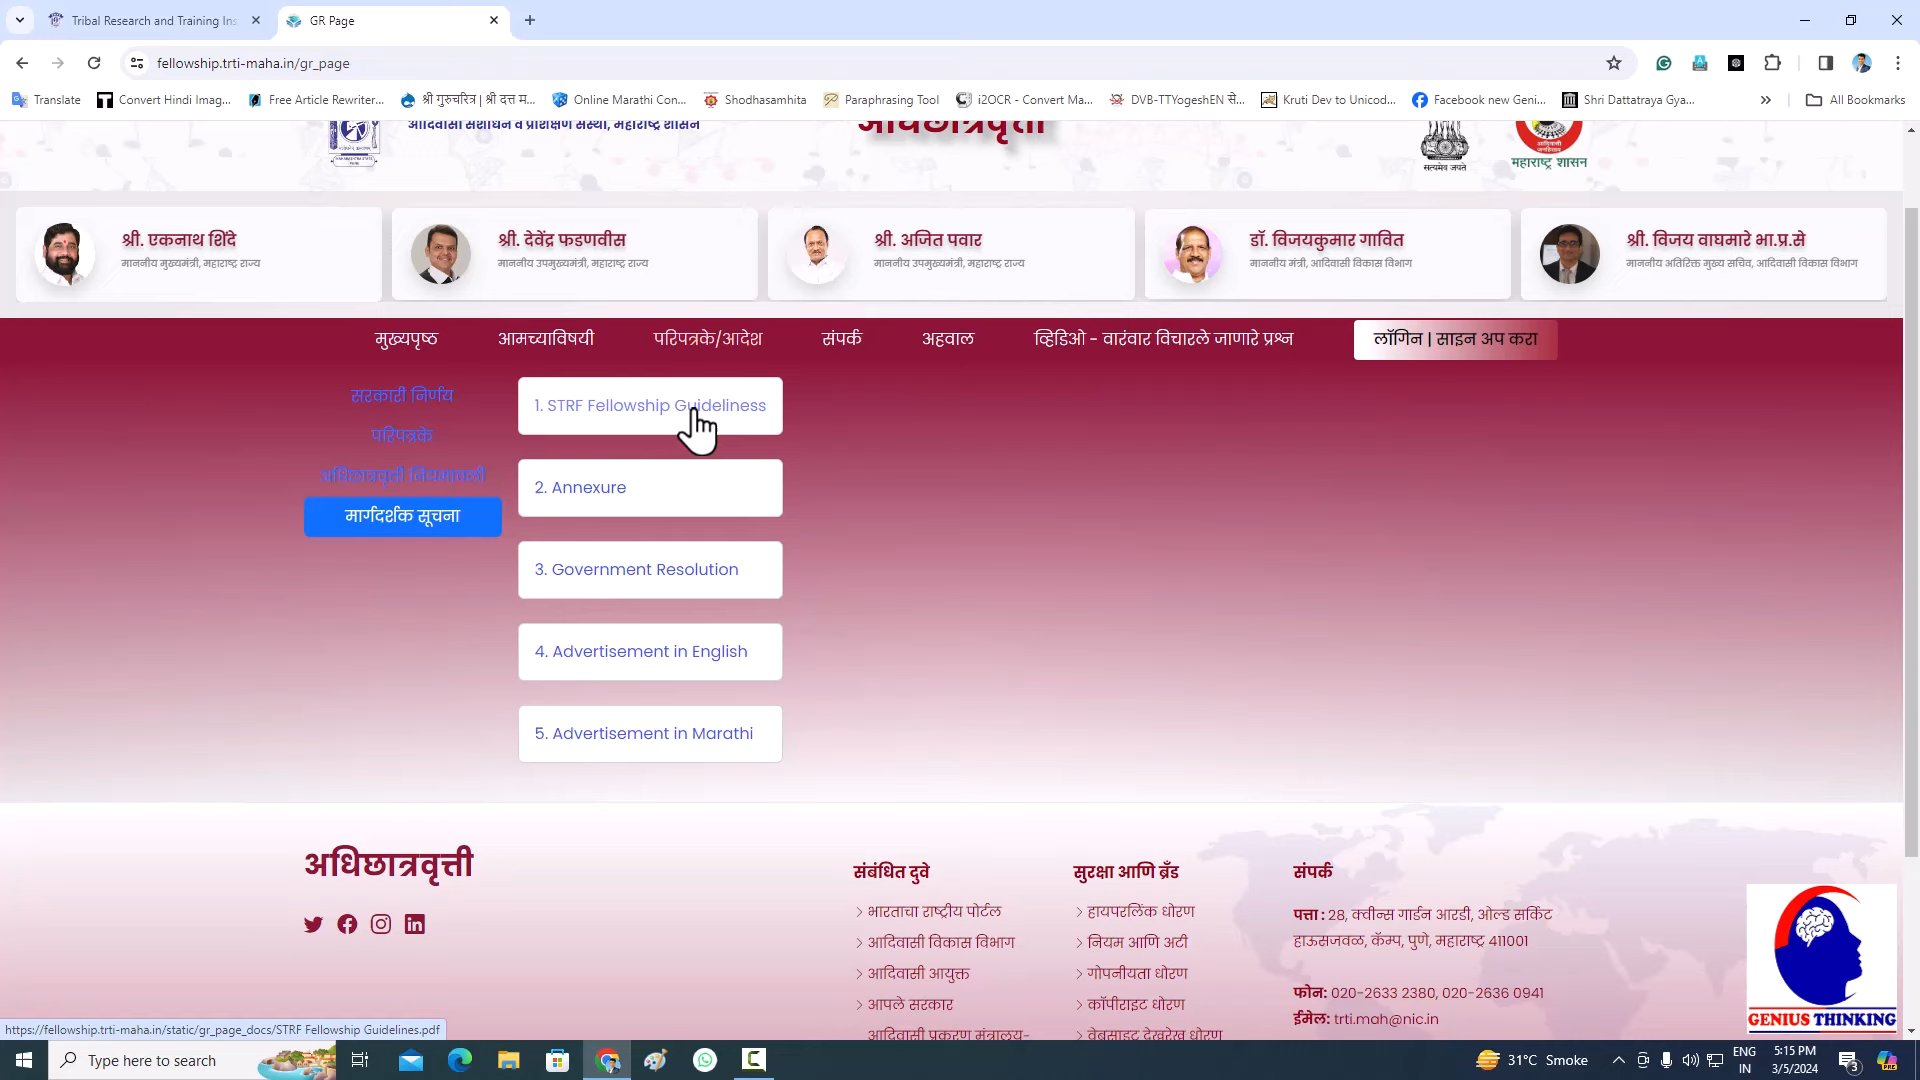 Tribal Research and Training Ins
GR Page
fellowship.trti-maha.in/gr_page
Translate
Convert Hindi Imag...
Free Article Rewriter...
श्री गुरुचरित्र | श्री दत्त म...
Online Marathi Con...
Shodhasamhita
Paraphrasing Tool
i2OCR - Convert Ma...
DVB-TTYogeshEN से...
Kruti Dev to Unicod...
Facebook new Geni...
Shri Dattatraya Gya...
All Bookmarks
आदिवासी संशोधन व प्रशिक्षण संस्था, महाराष्ट्र शासन
अधिछात्रवृत्ती
सत्यमेव जयते
महाराष्ट्र शासन
श्री. एकनाथ शिंदे
माननीय मुख्यमंत्री, महाराष्ट्र राज्य
श्री. देवेंद्र फडणवीस
माननीय उपमुख्यमंत्री, महाराष्ट्र राज्य
श्री. अजित पवार
माननीय उपमुख्यमंत्री, महाराष्ट्र राज्य
डॉ. विजयकुमार गावित
माननीय मंत्री, आदिवासी विकास विभाग
श्री. विजय वाघमारे भा.प्र.से
माननीय अतिरिक्त मुख्य सचिव, आदिवासी विकास विभाग
मुख्यपृष्ठ
आमच्याविषयी
परिपत्रके/आदेश
संपर्क
अहवाल
व्हिडिओ - वारंवार विचारले जाणारे प्रश्न
लॉगिन | साइन अप करा
सरकारी निर्णय
परिपत्रके
अधिछात्रवृत्ती नियमावली
मार्गदर्शक सूचना
1. STRF Fellowship Guideliness
2. Annexure
3. Government Resolution
4. Advertisement in English
5. Advertisement in Marathi
अधिछात्रवृत्ती
संबंधित दुवे
> भारताचा राष्ट्रीय पोर्टल
> आदिवासी विकास विभाग
> आदिवासी आयुक्त
> आपले सरकार
आदिवासी प्रकरण मंत्रालय-
सुरक्षा आणि ब्रँड
> हायपरलिंक धोरण
> नियम आणि अटी
> गोपनीयता धोरण
> कॉपीराइट धोरण
> वेबसाइट देखरेख धोरण
संपर्क
पत्ता : 28, क्वीन्स गार्डन आरडी, ओल्ड सर्किट
हाऊसजवळ, कॅम्प, पुणे, महाराष्ट्र 411001
फोन: 020-2633 2380, 020-2636 0941
ईमेल: trti.mah@nic.in
GENIUS THINKING
https://fellowship.trti-maha.in/static/gr_page_docs/STRF Fellowship Guidelines.pdf
Type here to search
31°C Smoke
ENG
IN
5:15 PM
3/5/2024
3